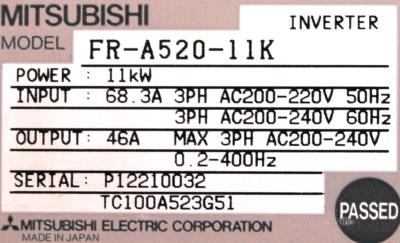 MITSUBISHI INVERTER
MODEL FR-A520-11K
POWER : 11kW
INPUT : 68.3A 3PH AC200-220V 50Hz
3PH AC200-240V 60Hz
OUTPUT: 46A MAX 3PH AC200-240V
0.2-400Hz
SERIAL: P12210032
TC100A523G51
PASSED
MITSUBISHI ELECTRIC CORPORATION
MADE IN JAPAN